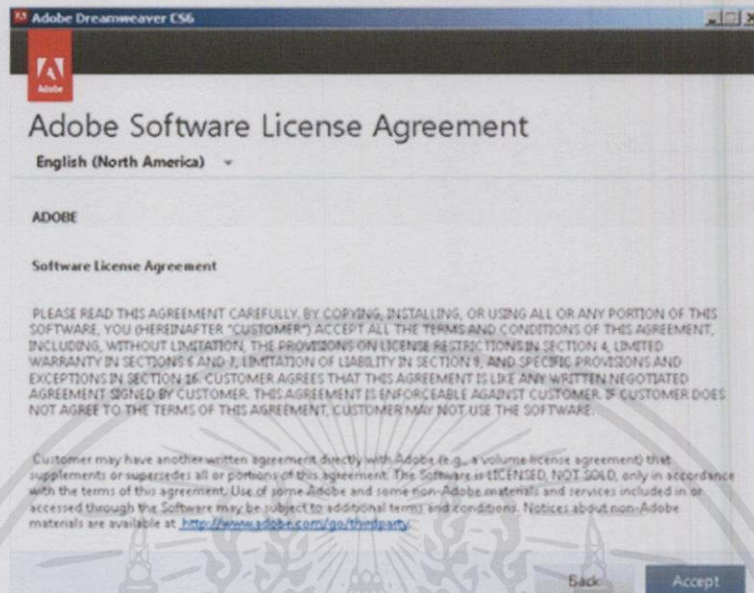 Adobe Dreamweaver CS6
Adobe
Adobe Software License Agreement
English (North America)
ADOBE
Software License Agreement
PLEASE READ THIS AGREEMENT CAREFULLY. BY COPYING, INSTALLING, OR USING ALL OR ANY PORTION OF THIS
SOFTWARE, YOU (HEREINAFTER "CUSTOMER") ACCEPT ALL THE TERMS AND CONDITIONS OF THIS AGREEMENT,
INCLUDING, WITHOUT LIMITATION, THE PROVISIONS ON LICENSE RESTRICTIONS IN SECTION 4, LIMITED
WARRANTY IN SECTIONS 6 AND 7, LIMITATION OF LIABILITY IN SECTION 8, AND SPECIFIC PROVISIONS AND
EXCEPTIONS IN SECTION 16. CUSTOMER AGREES THAT THIS AGREEMENT IS LIKE ANY WRITTEN NEGOTIATED
AGREEMENT SIGNED BY CUSTOMER. THIS AGREEMENT IS ENFORCEABLE AGAINST CUSTOMER. IF CUSTOMER DOES
NOT AGREE TO THE TERMS OF THIS AGREEMENT, CUSTOMER MAY NOT USE THE SOFTWARE.
Customer may have another written agreement directly with Adobe (e.g., a volume license agreement) that
supplements or supersedes all or portions of this agreement. The Software is LICENSED, NOT SOLD, only in accordance
with the terms of this agreement. Use of some Adobe and some non-Adobe materials and services included in or
accessed through the Software may be subject to additional terms and conditions. Notices about non-Adobe
materials are available at http://www.adobe.com/go/thirdparty.
Back
Accept